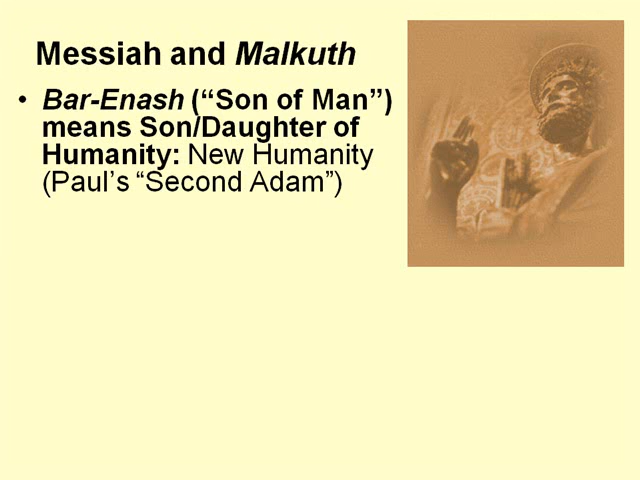 Messiah and Malkuth
• Bar-Enash (“Son of Man”)
means Son/Daughter of
Humanity: New Humanity
(Paul’s “Second Adam”)